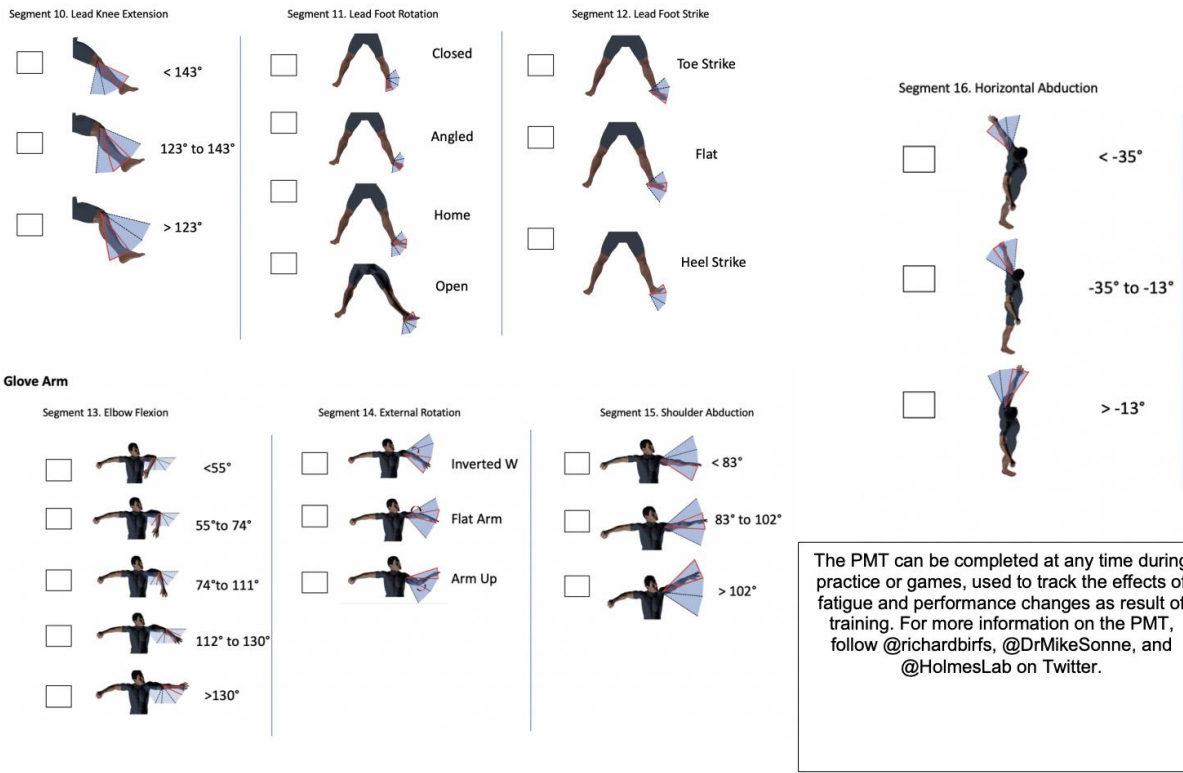 Segment 10. Lead Knee Extension
< 143°
123° to 143°
> 123°
Segment 11. Lead Foot Rotation
Closed
Angled
Home
Open
Segment 12. Lead Foot Strike
Toe Strike
Flat
Heel Strike
Segment 16. Horizontal Abduction
< -35°
-35° to -13°
> -13°
Glove Arm
Segment 13. Elbow Flexion
<55°
55°to 74°
74°to 111°
112° to 130°
>130°
Segment 14. External Rotation
Inverted W
Flat Arm
Arm Up
Segment 15. Shoulder Abduction
< 83°
83° to 102°
> 102°
The PMT can be completed at any time during
practice or games, used to track the effects of
fatigue and performance changes as result of
training. For more information on the PMT,
follow @richardbirfs, @DrMikeSonne, and
@HolmesLab on Twitter.